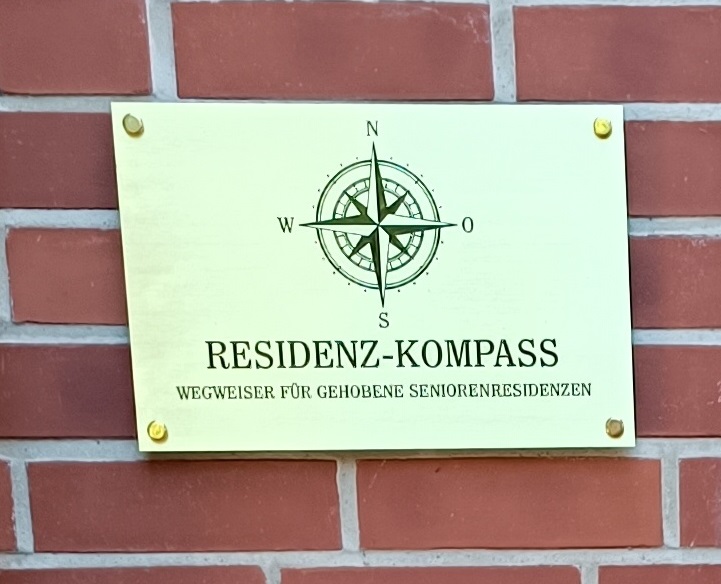 N
W O
S
RESIDENZ-KOMPASS
WEGWEISER FÜR GEHOBENE SENIORENRESIDENZEN